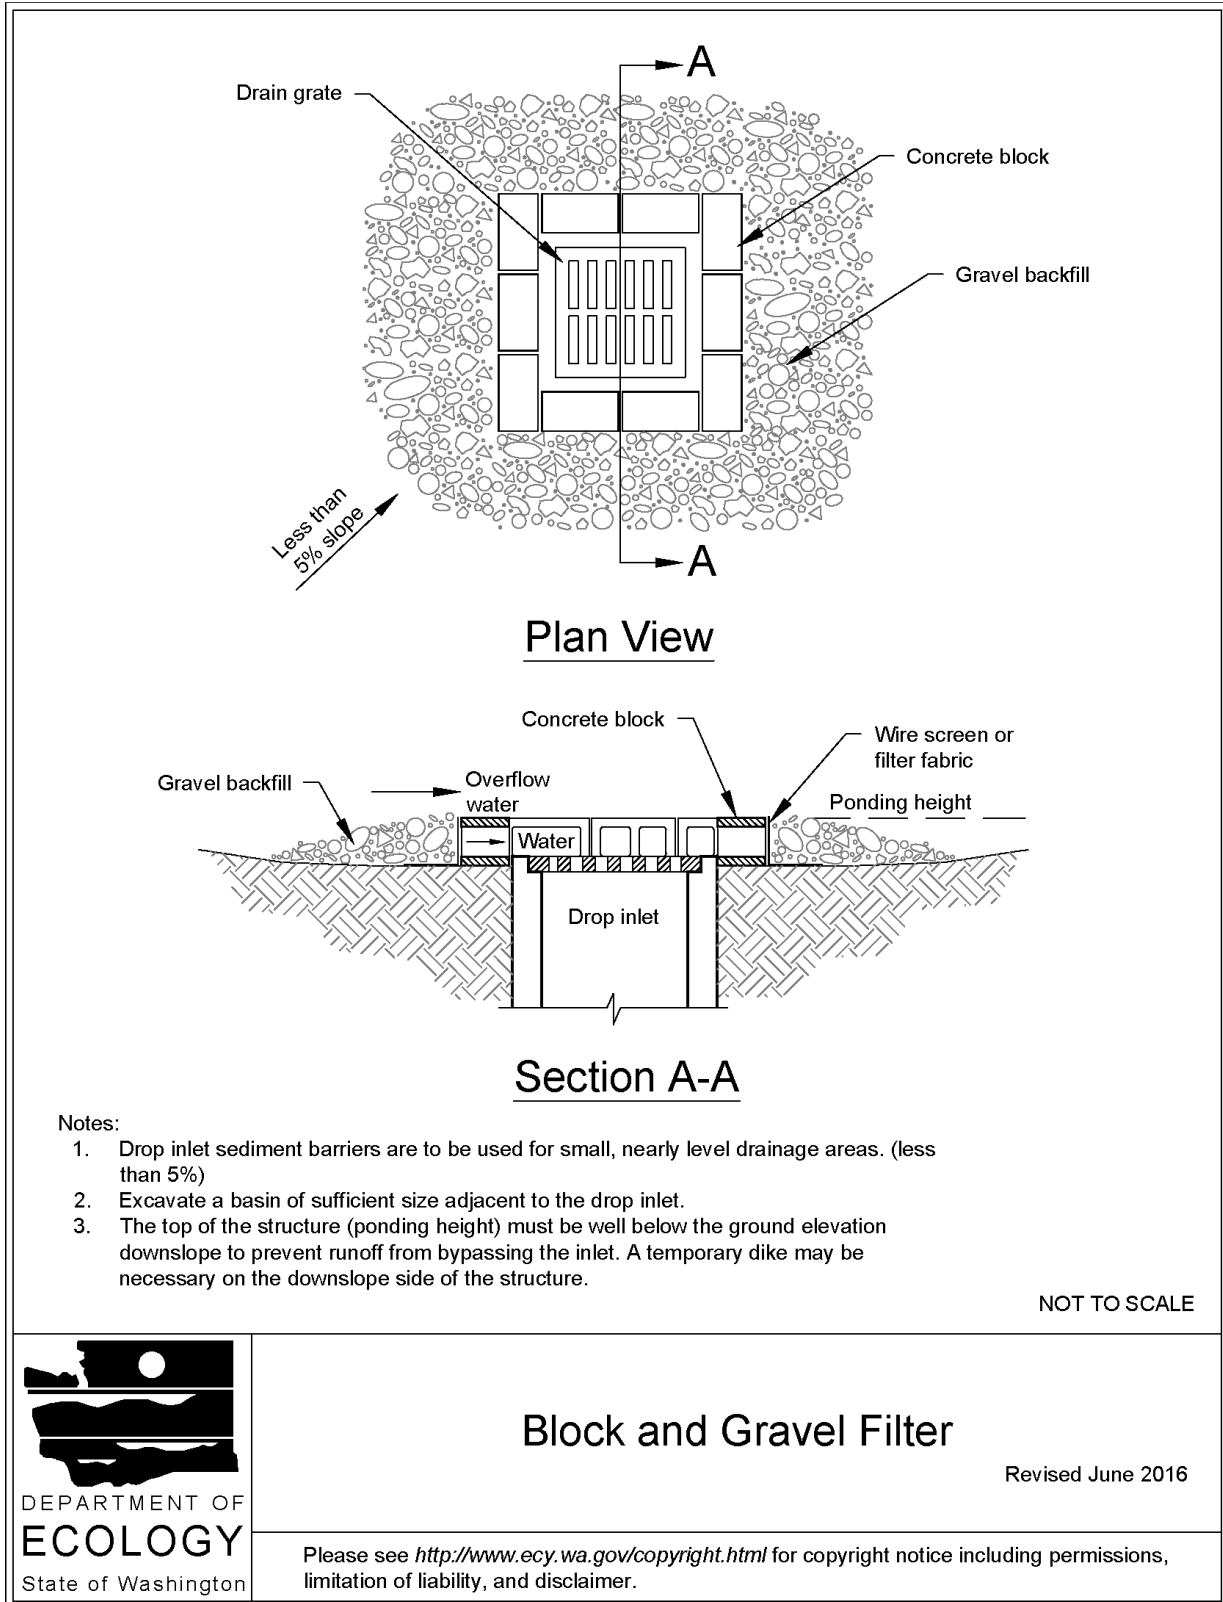 A
Drain grate
Concrete block
Gravel backfill
Less than
5% slope
A
Plan View
Concrete block
Wire screen or
filter fabric
Gravel backfill
Overflow
water
Ponding height
Water
Drop inlet
Section A-A
Notes:
1. Drop inlet sediment barriers are to be used for small, nearly level drainage areas. (less
than 5%)
2. Excavate a basin of sufficient size adjacent to the drop inlet.
3. The top of the structure (ponding height) must be well below the ground elevation
downslope to prevent runoff from bypassing the inlet. A temporary dike may be
necessary on the downslope side of the structure.
NOT TO SCALE
DEPARTMENT OF
ECOLOGY
State of Washington
Block and Gravel Filter
Revised June 2016
Please see http://www.ecy.wa.gov/copyright.html for copyright notice including permissions,
limitation of liability, and disclaimer.